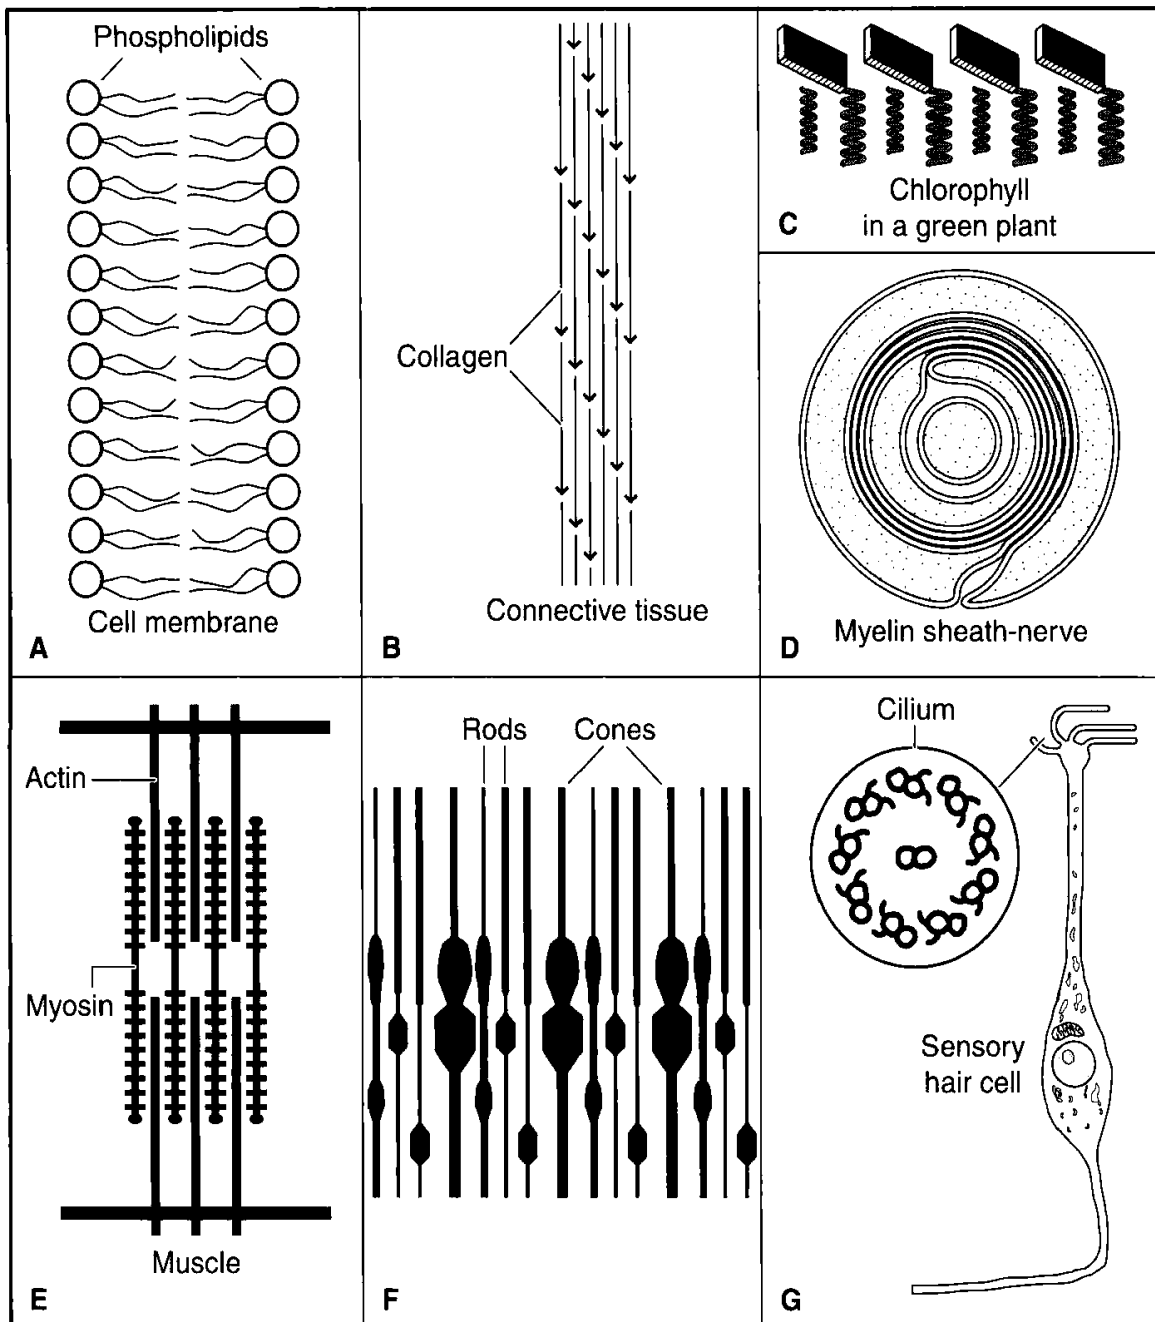 Phospholipids
Cell membrane
A
Collagen
Connective tissue
B
Chlorophyll
in a green plant
C
Myelin sheath-nerve
D
Actin
Myosin
Muscle
E
Rods
Cones
F
Cilium
Sensory
hair cell
G